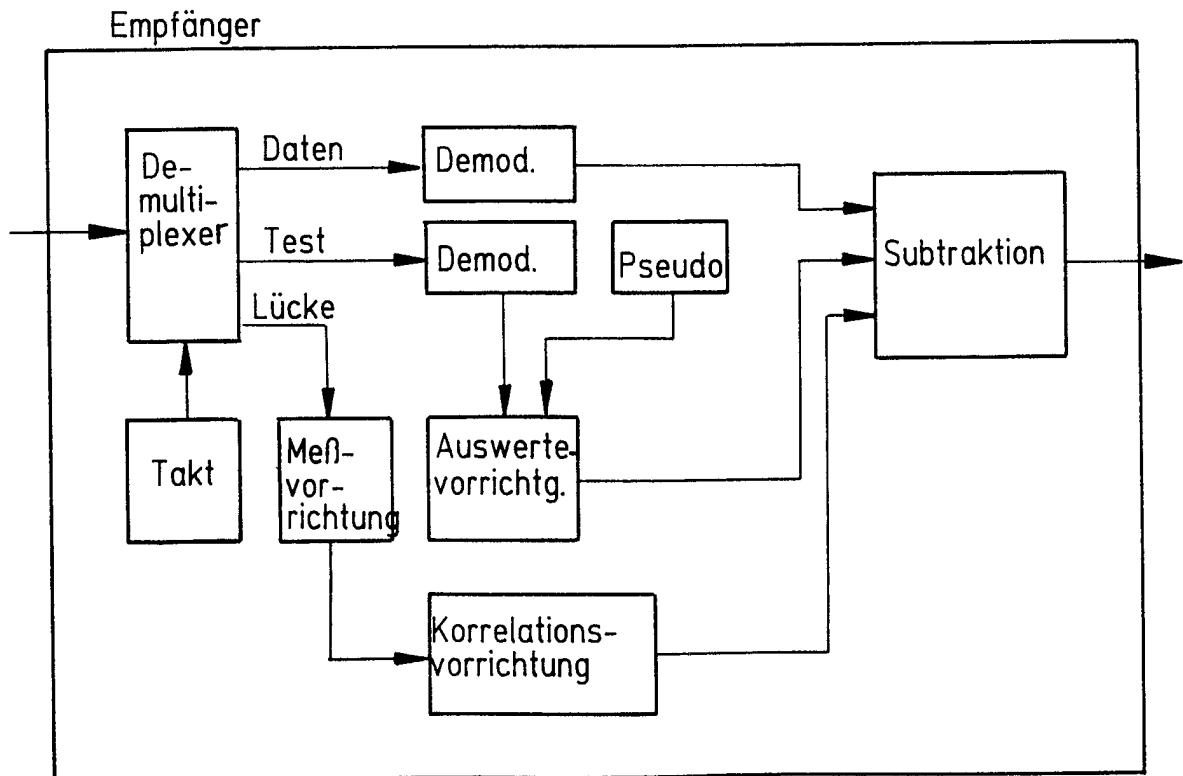 Empfänger
De-
multi-
plexer
Daten
Demod.
Test
Demod.
Pseudo
Subtraktion
Lücke
Takt
Meß-
vor-
richtung
Auswerte-
vorrichtg.
Korrelations-
vorrichtung